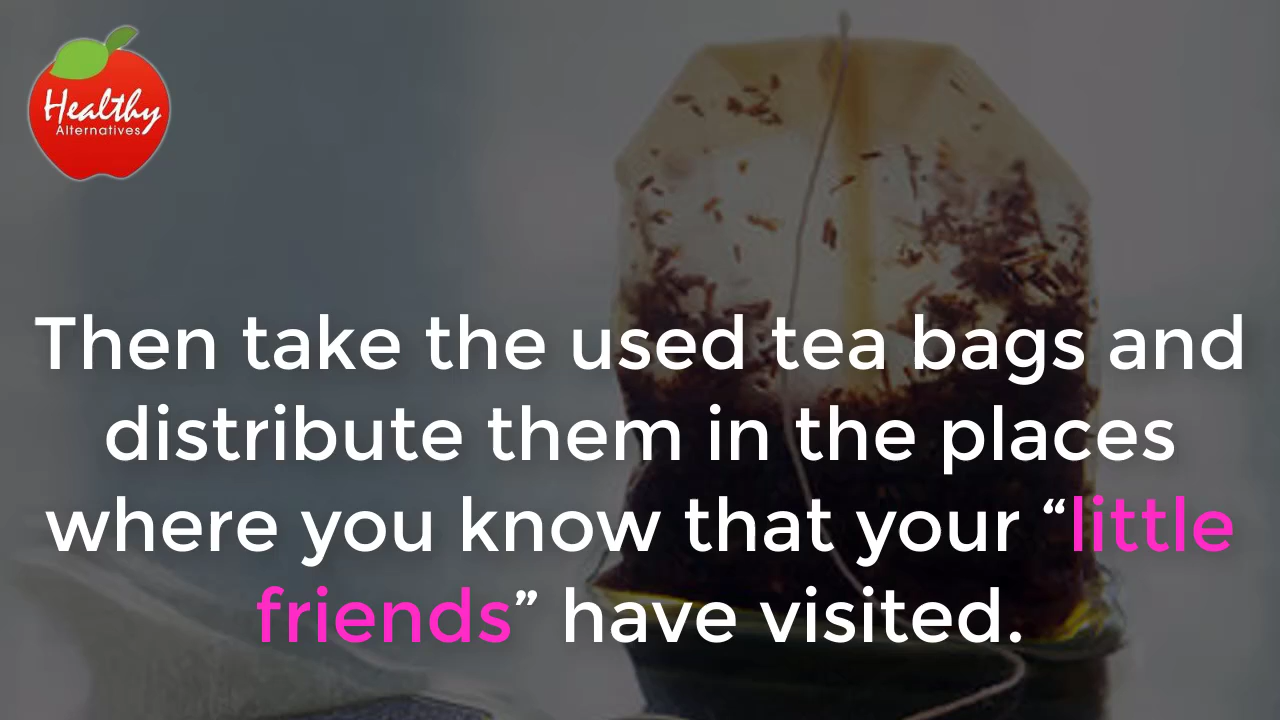 Healthy
Alternatives
Then take the used tea bags and
distribute them in the places
where you know that your “little
friends” have visited.